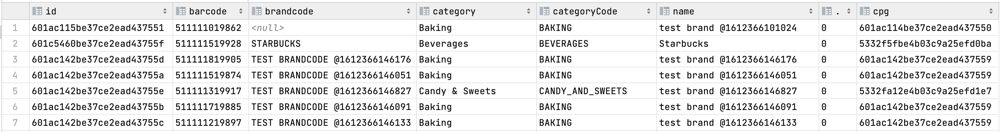 id barcode brandcode category categoryCode name . cpg
1 601ac115be37ce2ead437551 511111019862 <null> Baking BAKING test brand @1612366101024 0 601ac114be37ce2ead437550
2 601c5460be37ce2ead43755f 511111519928 STARBUCKS Beverages BEVERAGES Starbucks 0 5332f5fbe4b03c9a25efd0ba
3 601ac142be37ce2ead43755d 511111819905 TEST BRANDCODE @1612366146176 Baking BAKING test brand @1612366146176 0 601ac142be37ce2ead437559
4 601ac142be37ce2ead43755a 511111519874 TEST BRANDCODE @1612366146051 Baking BAKING test brand @1612366146051 0 601ac142be37ce2ead437559
5 601ac142be37ce2ead43755e 511111319917 TEST BRANDCODE @1612366146827 Candy & Sweets CANDY_AND_SWEETS test brand @1612366146827 0 5332fa12e4b03c9a25efd1e7
6 601ac142be37ce2ead43755b 511111719885 TEST BRANDCODE @1612366146091 Baking BAKING test brand @1612366146091 0 601ac142be37ce2ead437559
7 601ac142be37ce2ead43755c 511111219897 TEST BRANDCODE @1612366146133 Baking BAKING test brand @1612366146133 0 601ac142be37ce2ead437559